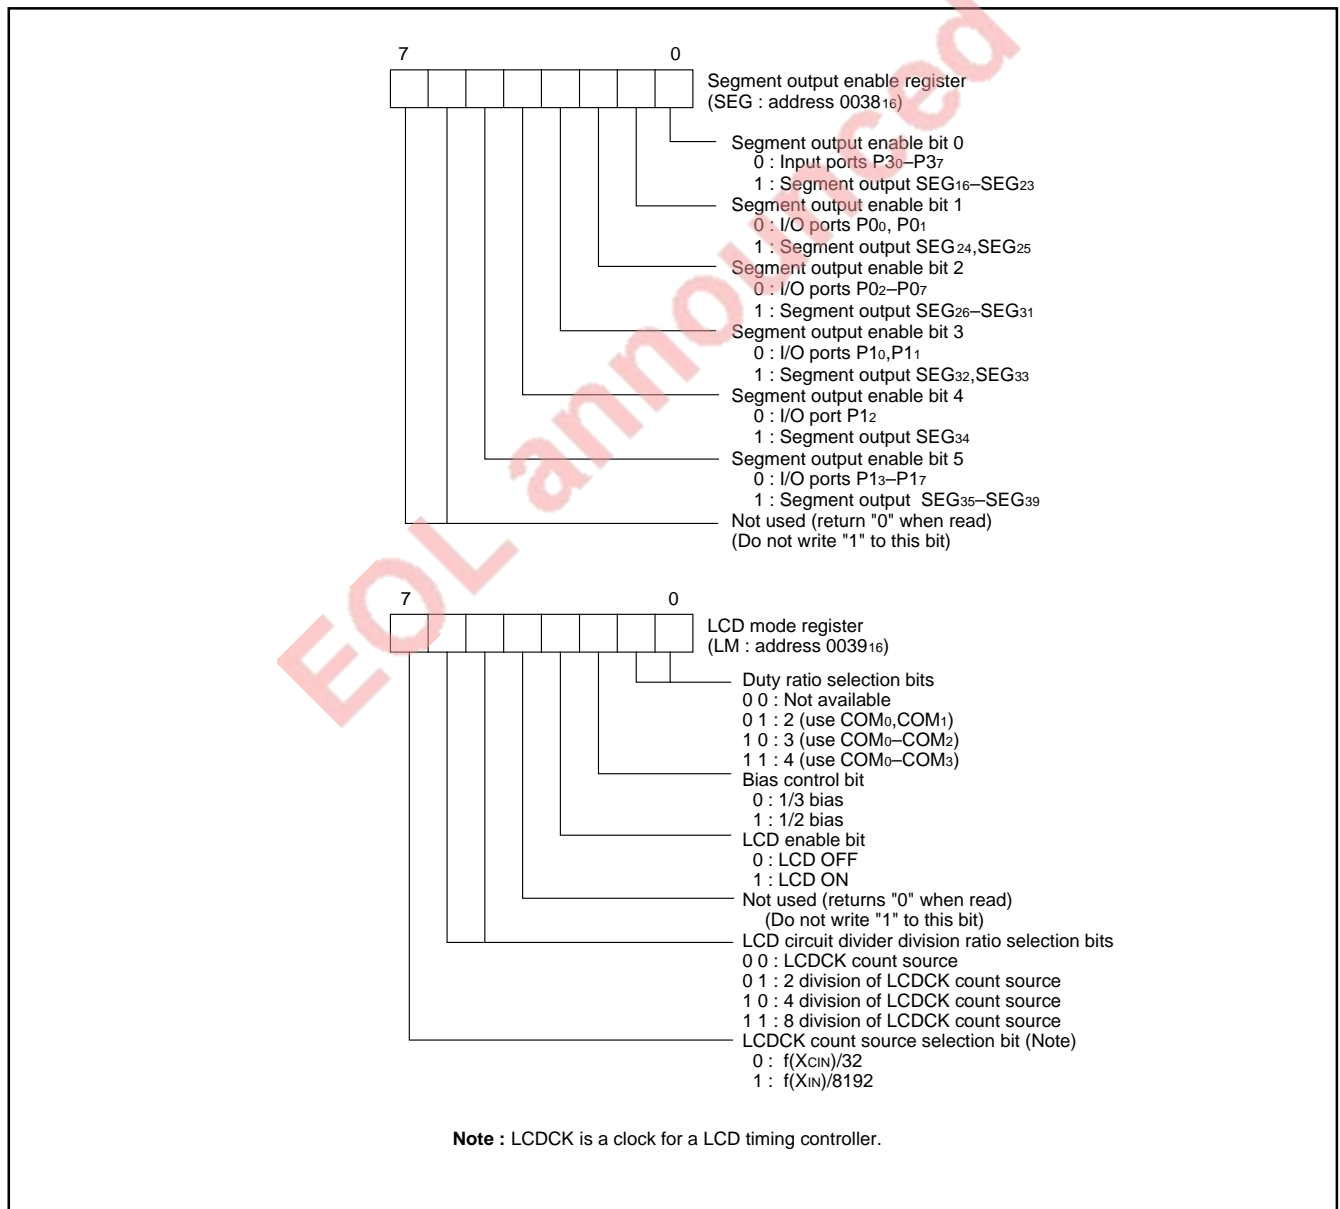 7 0
Segment output enable register
(SEG : address 003816)
Segment output enable bit 0
0 : Input ports P30–P37
1 : Segment output SEG16–SEG23
Segment output enable bit 1
0 : I/O ports P00, P01
1 : Segment output SEG24,SEG25
Segment output enable bit 2
0 : I/O ports P02–P07
1 : Segment output SEG26–SEG31
Segment output enable bit 3
0 : I/O ports P10,P11
1 : Segment output SEG32,SEG33
Segment output enable bit 4
0 : I/O port P12
1 : Segment output SEG34
Segment output enable bit 5
0 : I/O ports P13–P17
1 : Segment output SEG35–SEG39
Not used (return "0" when read)
(Do not write "1" to this bit)
7 0
LCD mode register
(LM : address 003916)
Duty ratio selection bits
0 0 : Not available
0 1 : 2 (use COM0,COM1)
1 0 : 3 (use COM0–COM2)
1 1 : 4 (use COM0–COM3)
Bias control bit
0 : 1/3 bias
1 : 1/2 bias
LCD enable bit
0 : LCD OFF
1 : LCD ON
Not used (returns "0" when read)
(Do not write "1" to this bit)
LCD circuit divider division ratio selection bits
0 0 : LCDCK count source
0 1 : 2 division of LCDCK count source
1 0 : 4 division of LCDCK count source
1 1 : 8 division of LCDCK count source
LCDCK count source selection bit (Note)
0 : f(XCIN)/32
1 : f(XIN)/8192
Note : LCDCK is a clock for a LCD timing controller.
EOL announced